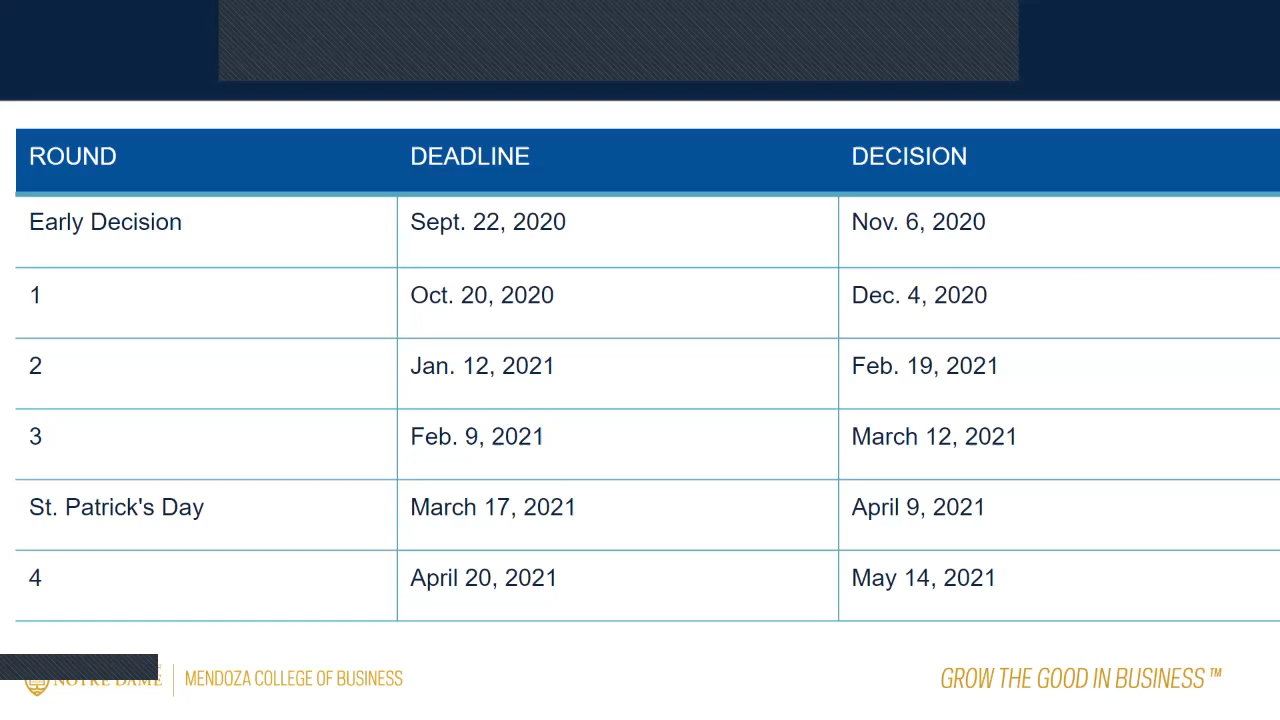 ROUND DEADLINE DECISION
Early Decision Sept. 22, 2020 Nov. 6, 2020
1 Oct. 20, 2020 Dec. 4, 2020
2 Jan. 12, 2021 Feb. 19, 2021
3 Feb. 9, 2021 March 12, 2021
St. Patrick's Day March 17, 2021 April 9, 2021
4 April 20, 2021 May 14, 2021
NOTRE DAME MENDOZA COLLEGE OF BUSINESS GROW THE GOOD IN BUSINESS™